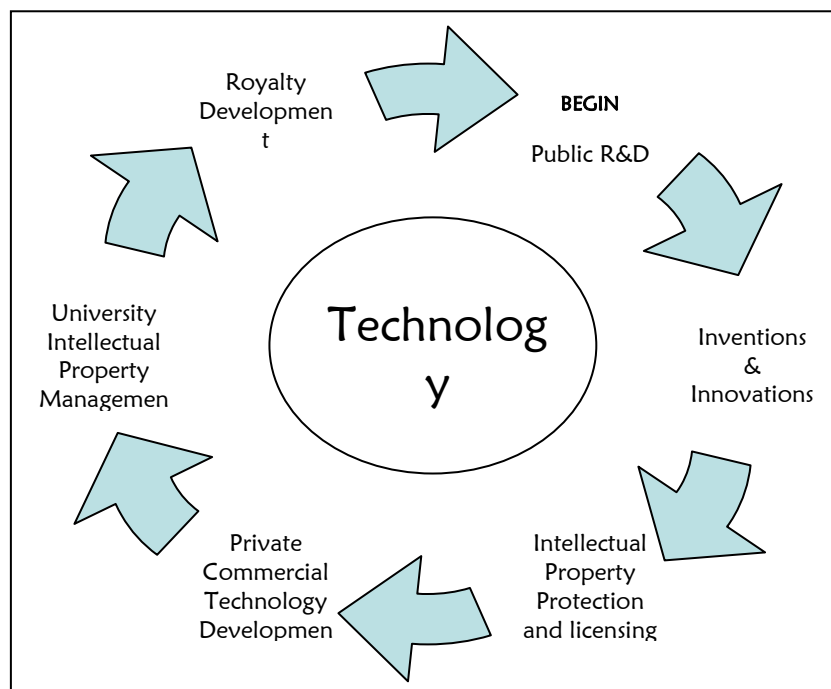 BEGIN
Public R&D
Inventions
&
Innovations
Intellectual
Property
Protection
and licensing
Private
Commercial
Technology
Developmen
University
Intellectual
Property
Managemen
Royalty
Developmen
t
Technolog
y